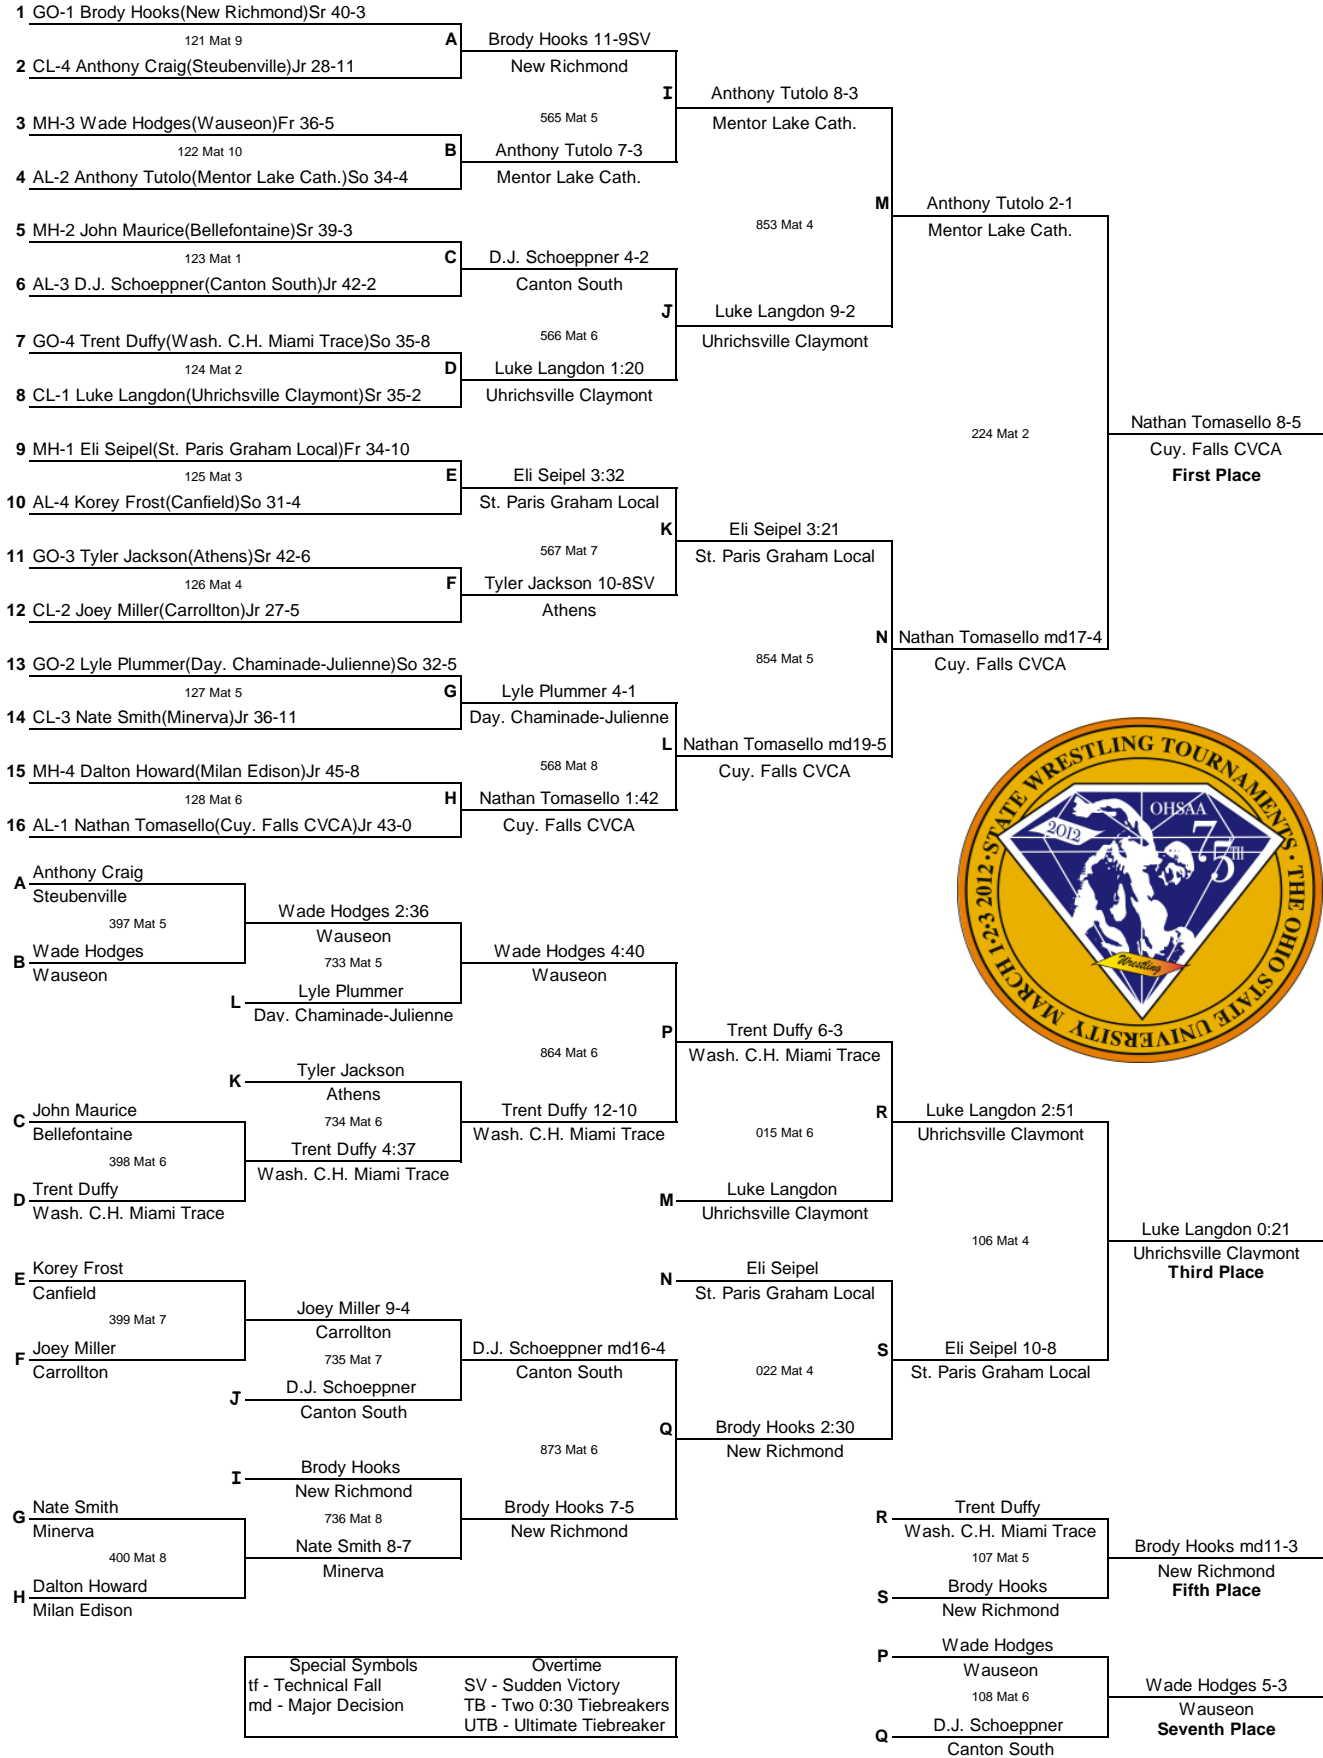 1 GO-1 Brody Hooks(New Richmond)Sr 40-3
121 Mat 9
A
2 CL-4 Anthony Craig(Steubenville)Jr 28-11
Brody Hooks 11-9SV
New Richmond
3 MH-3 Wade Hodges(Wauseon)Fr 36-5
122 Mat 10
B
4 AL-2 Anthony Tutolo(Mentor Lake Cath.)So 34-4
565 Mat 5
I
Anthony Tutolo 7-3
Mentor Lake Cath.
Anthony Tutolo 8-3
Mentor Lake Cath.
5 MH-2 John Maurice(Bellefontaine)Sr 39-3
123 Mat 1
C
6 AL-3 D.J. Schoeppner(Canton South)Jr 42-2
D.J. Schoeppner 4-2
Canton South
7 GO-4 Trent Duffy(Wash. C.H. Miami Trace)So 35-8
124 Mat 2
D
8 CL-1 Luke Langdon(Uhrichsville Claymont)Sr 35-2
566 Mat 6
J
Luke Langdon 1:20
Uhrichsville Claymont
Luke Langdon 9-2
Uhrichsville Claymont
853 Mat 4
M
Anthony Tutolo 2-1
Mentor Lake Cath.
9 MH-1 Eli Seipel(St. Paris Graham Local)Fr 34-10
125 Mat 3
E
10 AL-4 Korey Frost(Canfield)So 31-4
Eli Seipel 3:32
St. Paris Graham Local
11 GO-3 Tyler Jackson(Athens)Sr 42-6
126 Mat 4
F
12 CL-2 Joey Miller(Carrollton)Jr 27-5
567 Mat 7
K
Tyler Jackson 10-8SV
Athens
Eli Seipel 3:21
St. Paris Graham Local
13 GO-2 Lyle Plummer(Day. Chaminade-Julienne)So 32-5
127 Mat 5
G
14 CL-3 Nate Smith(Minerva)Jr 36-11
Lyle Plummer 4-1
Day. Chaminade-Julienne
15 MH-4 Dalton Howard(Milan Edison)Jr 45-8
128 Mat 6
H
16 AL-1 Nathan Tomasello(Cuy. Falls CVCA)Jr 43-0
568 Mat 8
L
Nathan Tomasello 1:42
Cuy. Falls CVCA
Nathan Tomasello md19-5
Cuy. Falls CVCA
854 Mat 5
N
Nathan Tomasello md17-4
Cuy. Falls CVCA
224 Mat 2
Nathan Tomasello 8-5
Cuy. Falls CVCA
First Place
STATE WRESTLING TOURNAMENTS · THE OHIO STATE UNIVERSITY MARCH 1-2-3 2012 ·
OHSAA
2012
75TH
Wrestling
A
Anthony Craig
Steubenville
397 Mat 5
B
Wade Hodges
Wauseon
Wade Hodges 2:36
Wauseon
733 Mat 5
L
Lyle Plummer
Day. Chaminade-Julienne
Wade Hodges 4:40
Wauseon
K
Tyler Jackson
Athens
C
John Maurice
Bellefontaine
398 Mat 6
D
Trent Duffy
Wash. C.H. Miami Trace
734 Mat 6
Trent Duffy 4:37
Wash. C.H. Miami Trace
Trent Duffy 12-10
Wash. C.H. Miami Trace
864 Mat 6
P
Trent Duffy 6-3
Wash. C.H. Miami Trace
015 Mat 6
R
M
Luke Langdon
Uhrichsville Claymont
Luke Langdon 2:51
Uhrichsville Claymont
E
Korey Frost
Canfield
399 Mat 7
F
Joey Miller
Carrollton
Joey Miller 9-4
Carrollton
735 Mat 7
J
D.J. Schoeppner
Canton South
D.J. Schoeppner md16-4
Canton South
I
Brody Hooks
New Richmond
G
Nate Smith
Minerva
400 Mat 8
H
Dalton Howard
Milan Edison
736 Mat 8
Nate Smith 8-7
Minerva
Brody Hooks 7-5
New Richmond
873 Mat 6
Q
Brody Hooks 2:30
New Richmond
N
Eli Seipel
St. Paris Graham Local
022 Mat 4
S
Eli Seipel 10-8
St. Paris Graham Local
106 Mat 4
Luke Langdon 0:21
Uhrichsville Claymont
Third Place
R
Trent Duffy
Wash. C.H. Miami Trace
107 Mat 5
S
Brody Hooks
New Richmond
Brody Hooks md11-3
New Richmond
Fifth Place
P
Wade Hodges
Wauseon
108 Mat 6
Q
D.J. Schoeppner
Canton South
Wade Hodges 5-3
Wauseon
Seventh Place
Special Symbols
tf - Technical Fall
md - Major Decision
Overtime
SV - Sudden Victory
TB - Two 0:30 Tiebreakers
UTB - Ultimate Tiebreaker